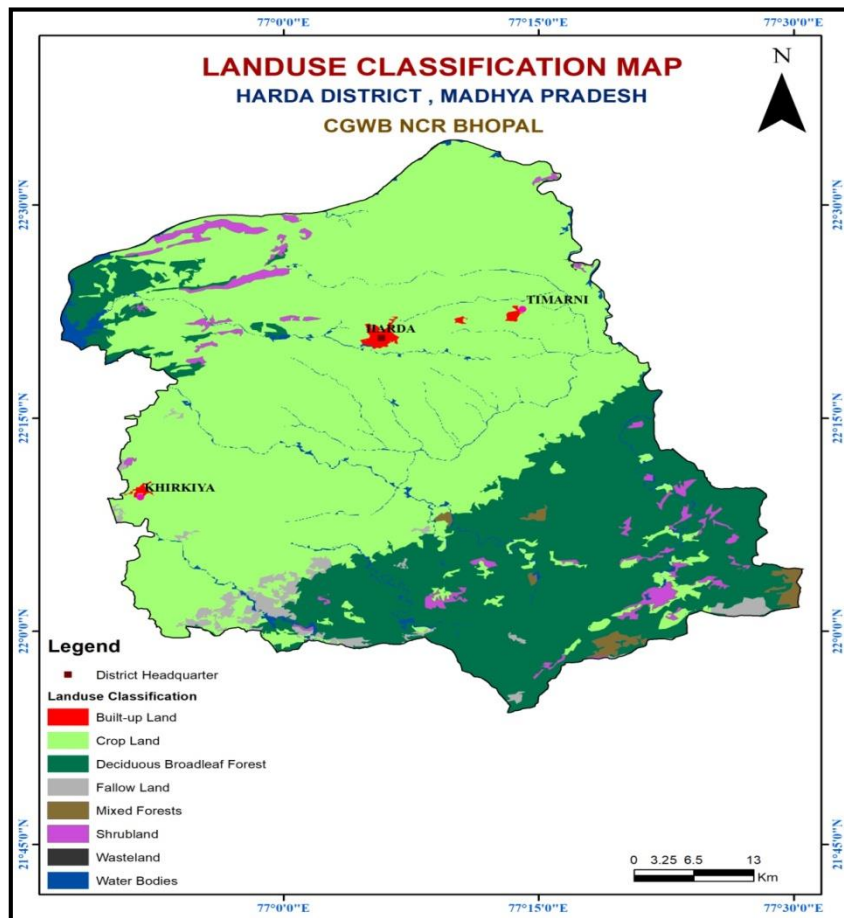 77°0'0"E 77°15'0"E 77°30'0"E
LANDUSE CLASSIFICATION MAP
HARDA DISTRICT , MADHYA PRADESH
CGWB NCR BHOPAL
N
22°30'0"N 22°30'0"N
TIMARNI
HARDA
22°15'0"N 22°15'0"N
KHIRKIYA
22°0'0"N 22°0'0"N
Legend
District Headquarter
Landuse Classification
Built-up Land
Crop Land
Deciduous Broadleaf Forest
Fallow Land
Mixed Forests
Shrubland
Wasteland
Water Bodies
21°45'0"N 21°45'0"N
0 3.25 6.5 13
Km
77°0'0"E 77°15'0"E 77°30'0"E